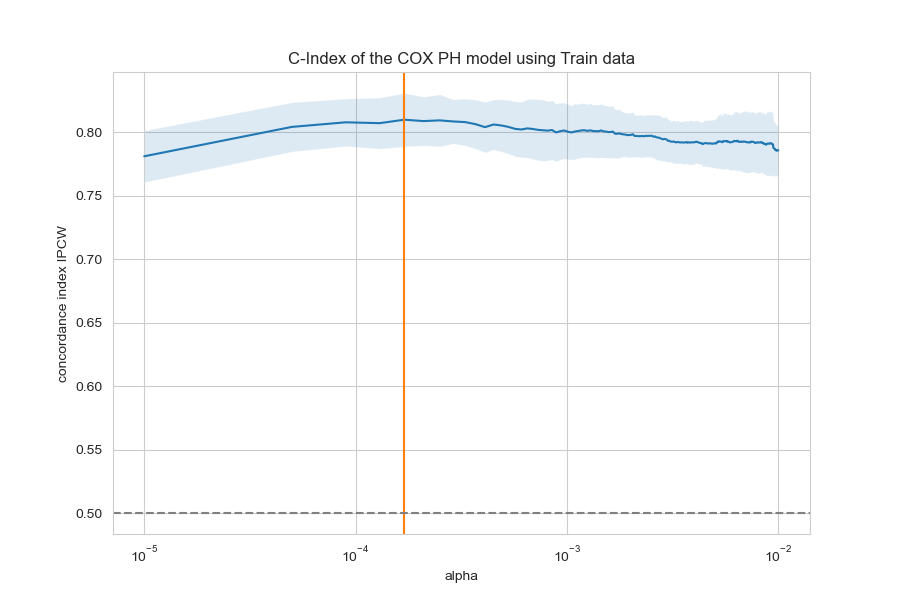 C-Index of the COX PH model using Train data
concordance index IPCW
0.80
0.75
0.70
0.65
0.60
0.55
0.50
10⁻⁵ 10⁻⁴ 10⁻³ 10⁻²
alpha